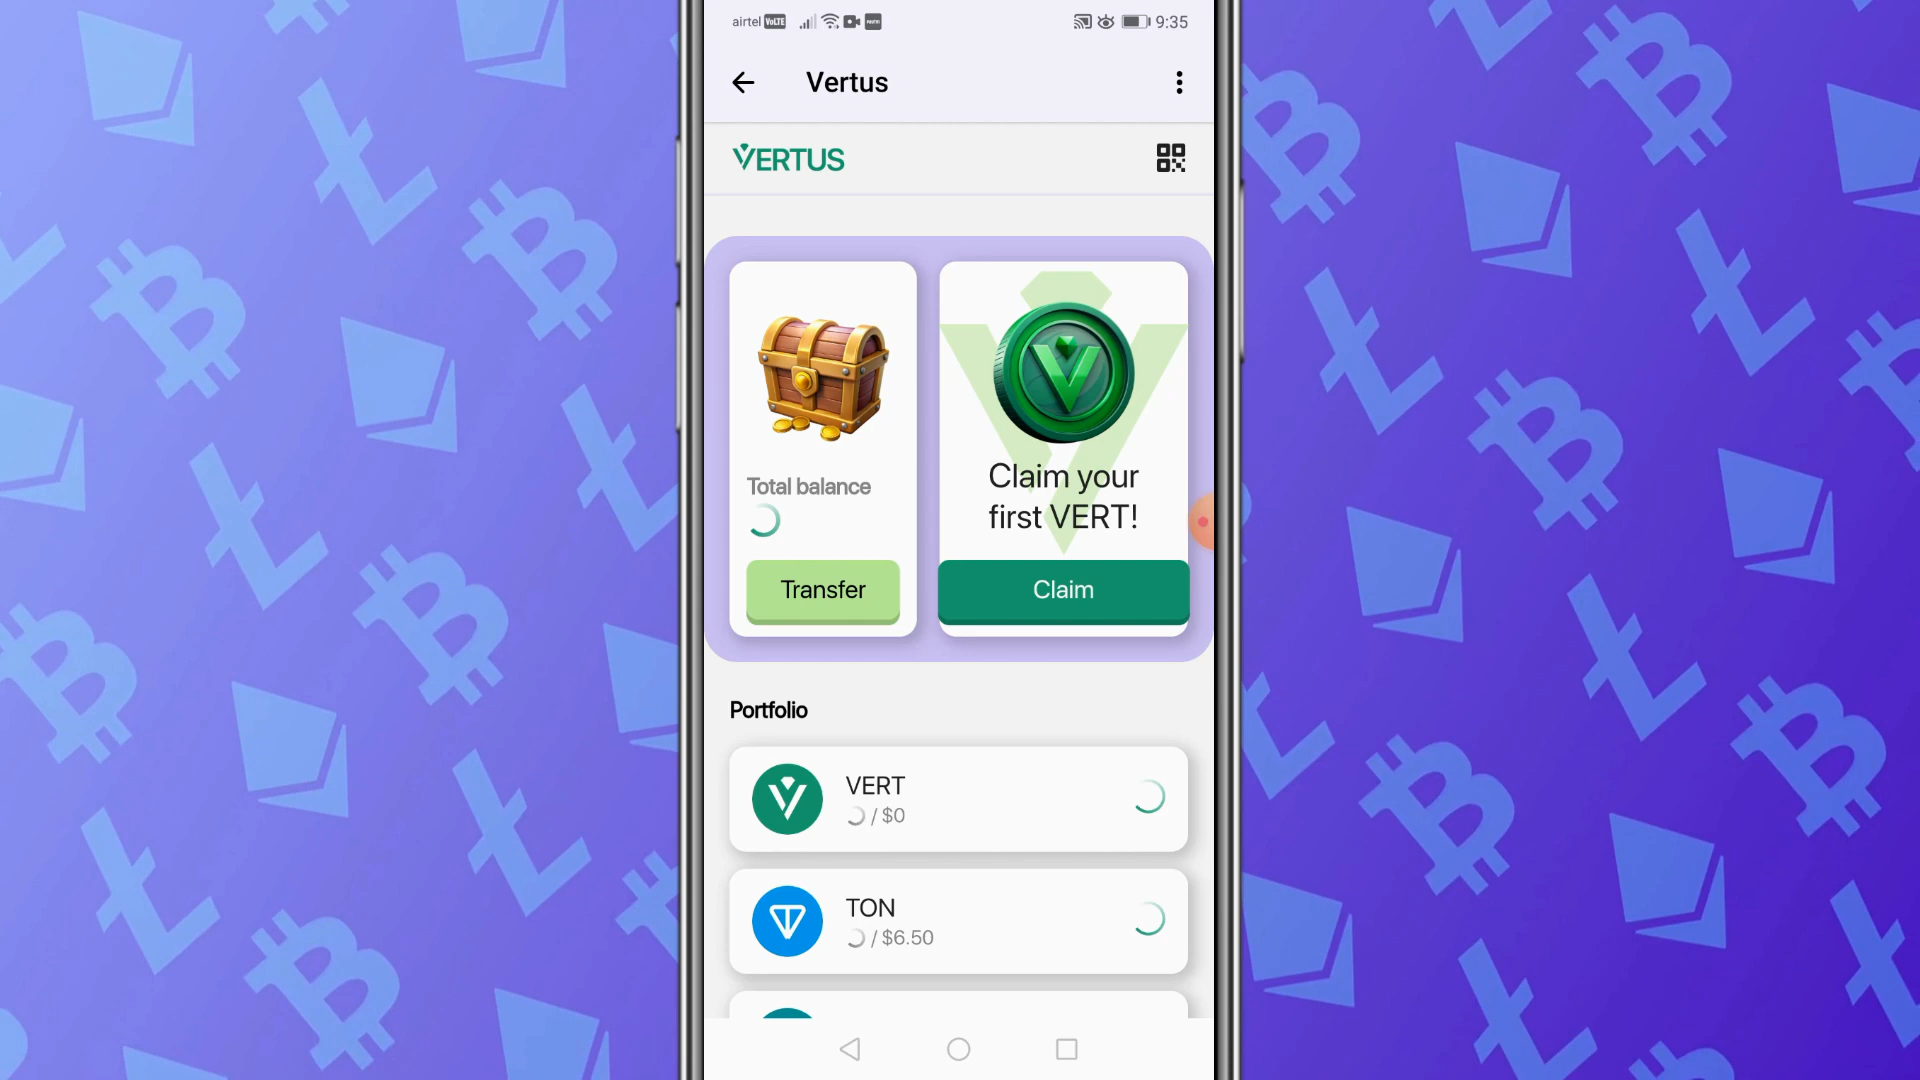 airtel VoLTE 9:35
Vertus
VERTUS
Total balance
Transfer
Claim your
first VERT!
Claim
Portfolio
VERT
/ $0
TON
/ $6.50